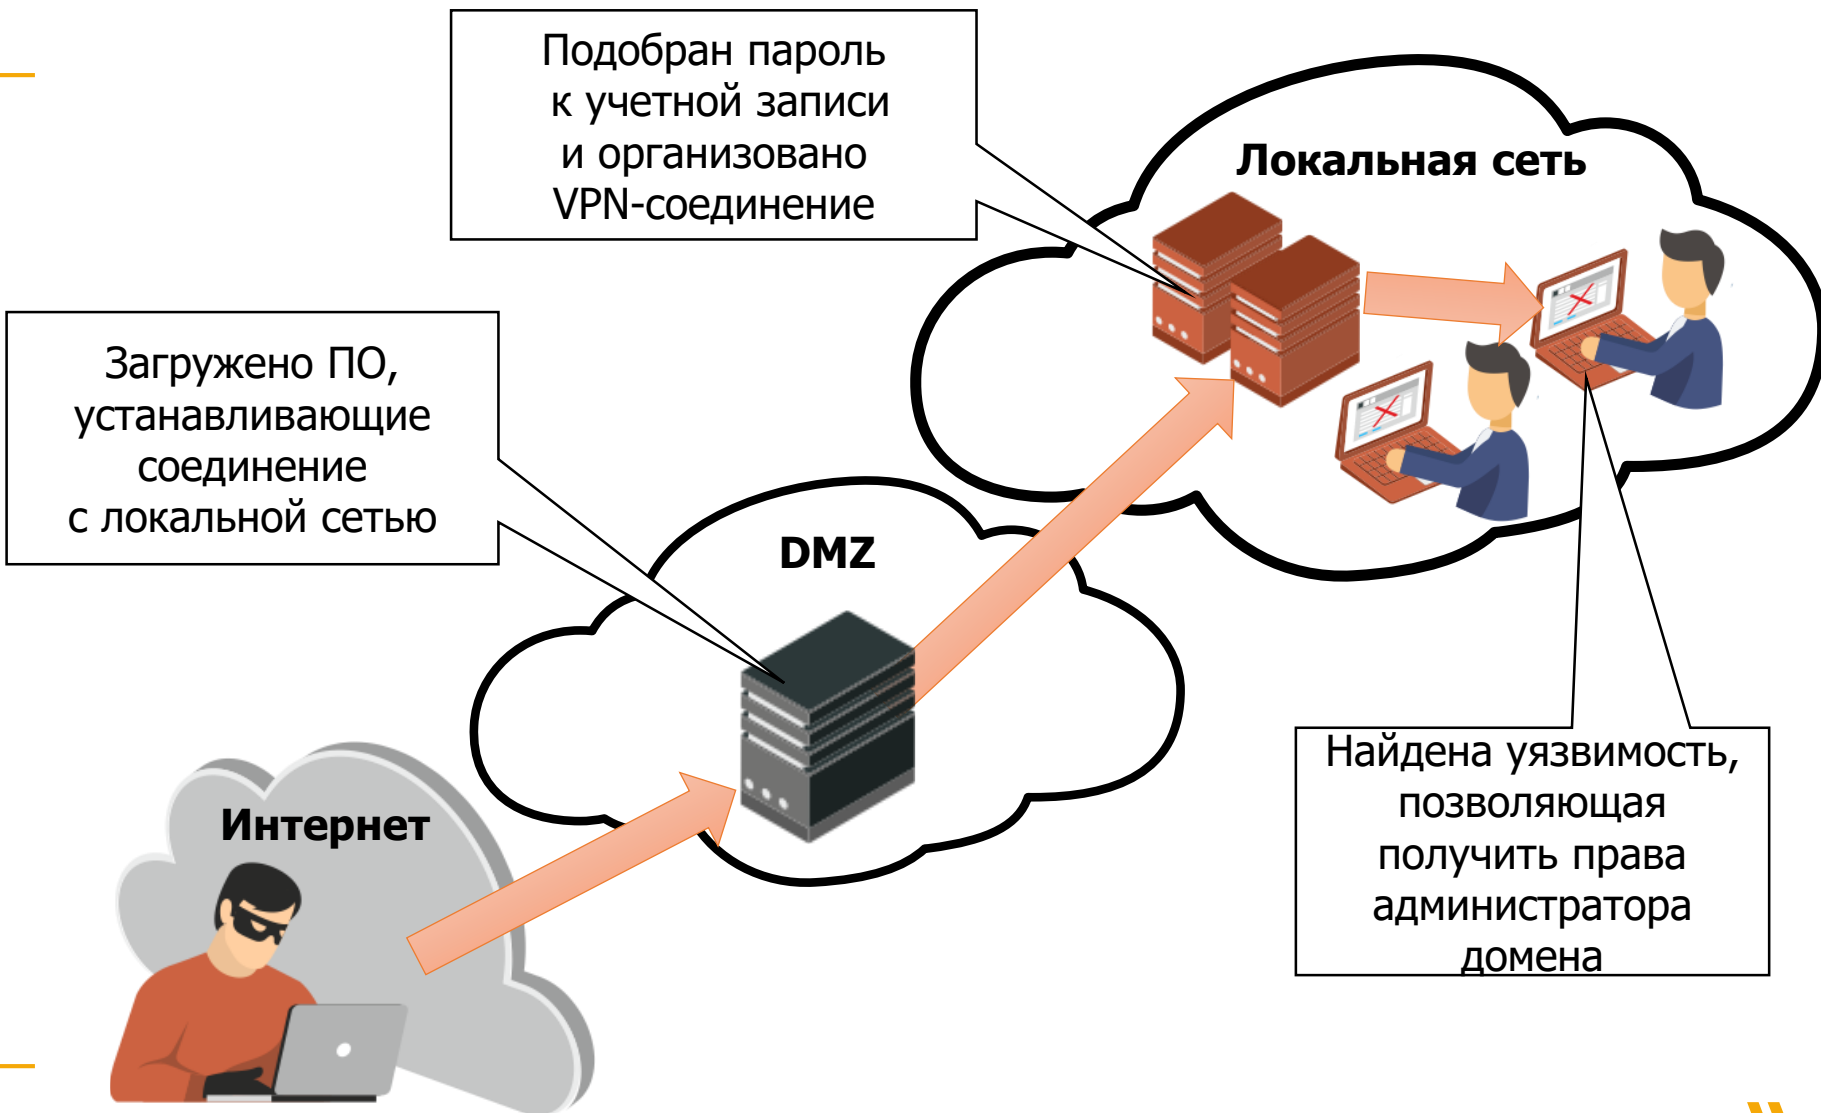 Подобран пароль
к учетной записи
и организовано
VPN-соединение
Локальная сеть
Загружено ПО,
устанавливающие
соединение
с локальной сетью
DMZ
Интернет
Найдена уязвимость,
позволяющая
получить права
администратора
домена